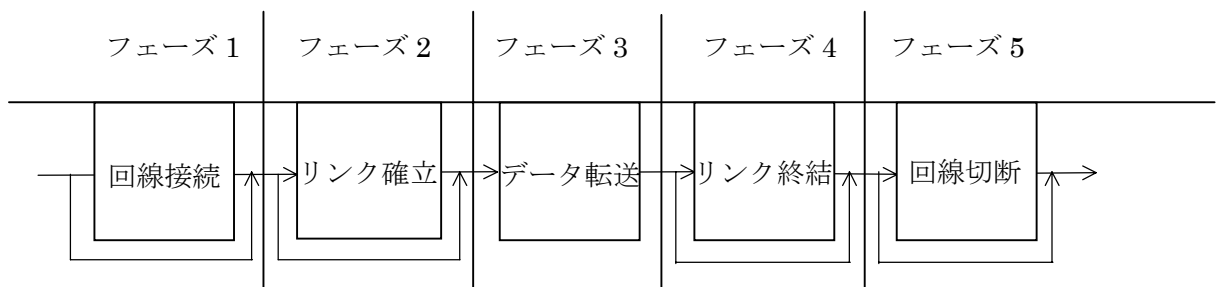 フェーズ 1 フェーズ 2 フェーズ 3 フェーズ 4 フェーズ 5
回線接続 リンク確立 データ転送 リンク終結 回線切断